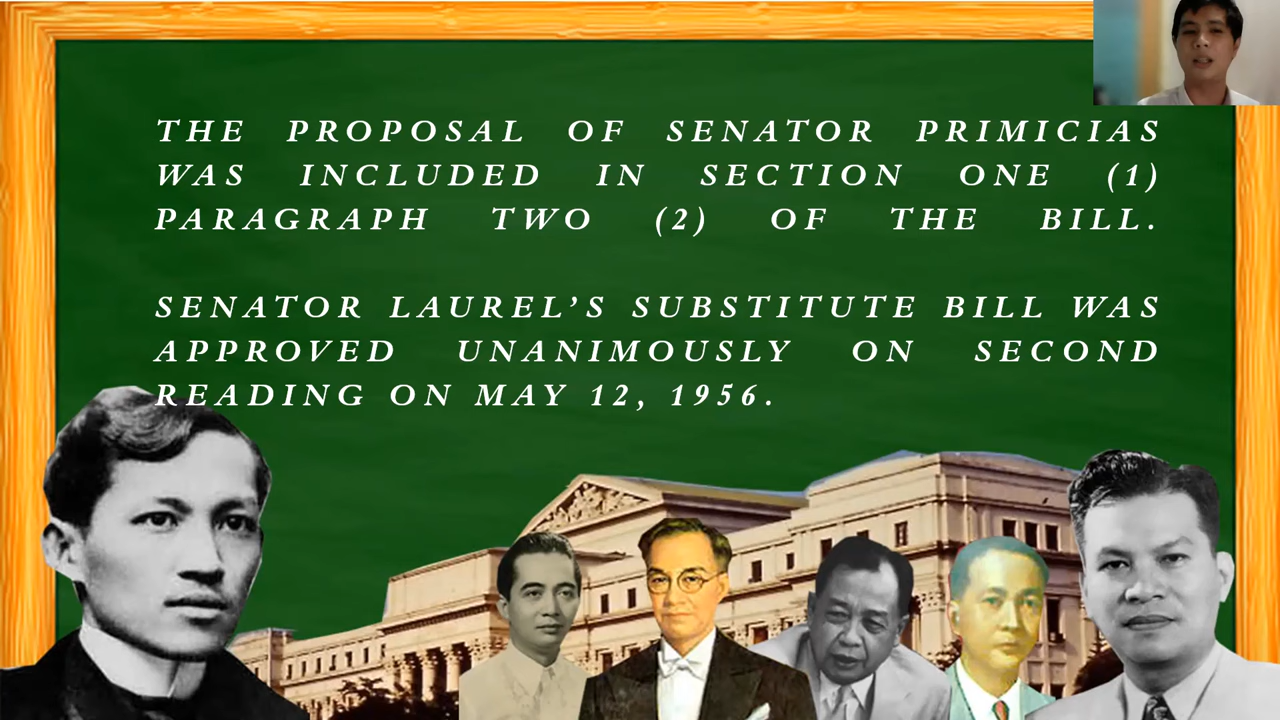 THE PROPOSAL OF SENATOR PRIMICIAS
WAS INCLUDED IN SECTION ONE (1)
PARAGRAPH TWO (2) OF THE BILL.
SENATOR LAUREL’S SUBSTITUTE BILL WAS
APPROVED UNANIMOUSLY ON SECOND
READING ON MAY 12, 1956.